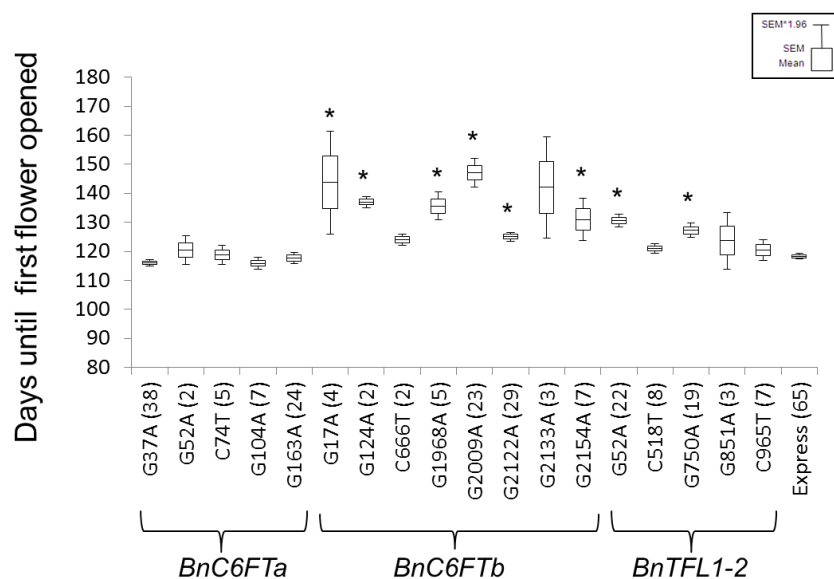 SEM*1.96
SEM
Mean
Days until first flower opened
180
170
160
150
140
130
120
110
100
90
80
*
*
*
*
*
*
*
*
G37A (38)
G52A (2)
C74T (5)
G104A (7)
G163A (24)
G17A (4)
G124A (2)
C666T (2)
G1968A (5)
G2009A (23)
G2122A (29)
G2133A (3)
G2154A (7)
G52A (22)
C518T (8)
G750A (19)
G851A (3)
C965T (7)
Express (65)
BnC6FTa
BnC6FTb
BnTFL1-2